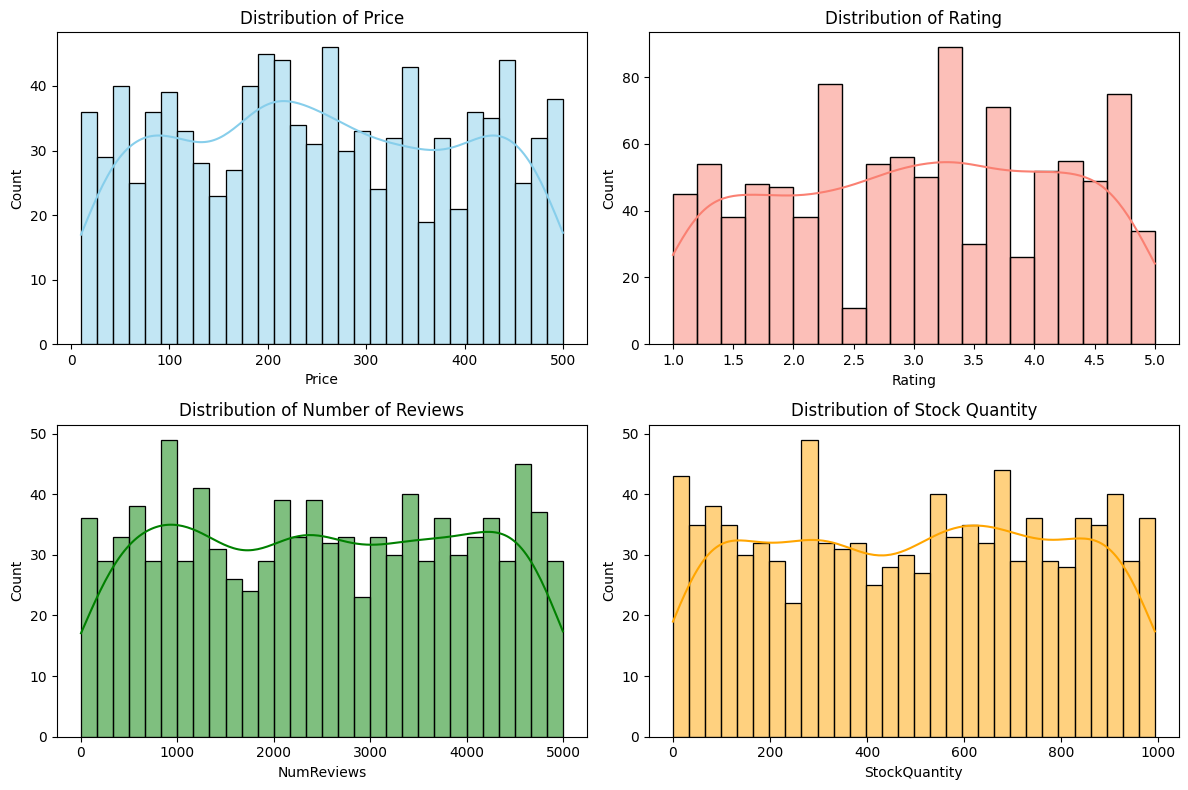 Distribution of Price
Count
40
30
20
10
0
0 100 200 300 400 500
Price
Distribution of Rating
Count
80
60
40
20
0
1.0 1.5 2.0 2.5 3.0 3.5 4.0 4.5 5.0
Rating
Distribution of Number of Reviews
Count
50
40
30
20
10
0
0 1000 2000 3000 4000 5000
NumReviews
Distribution of Stock Quantity
Count
50
40
30
20
10
0
0 200 400 600 800 1000
StockQuantity